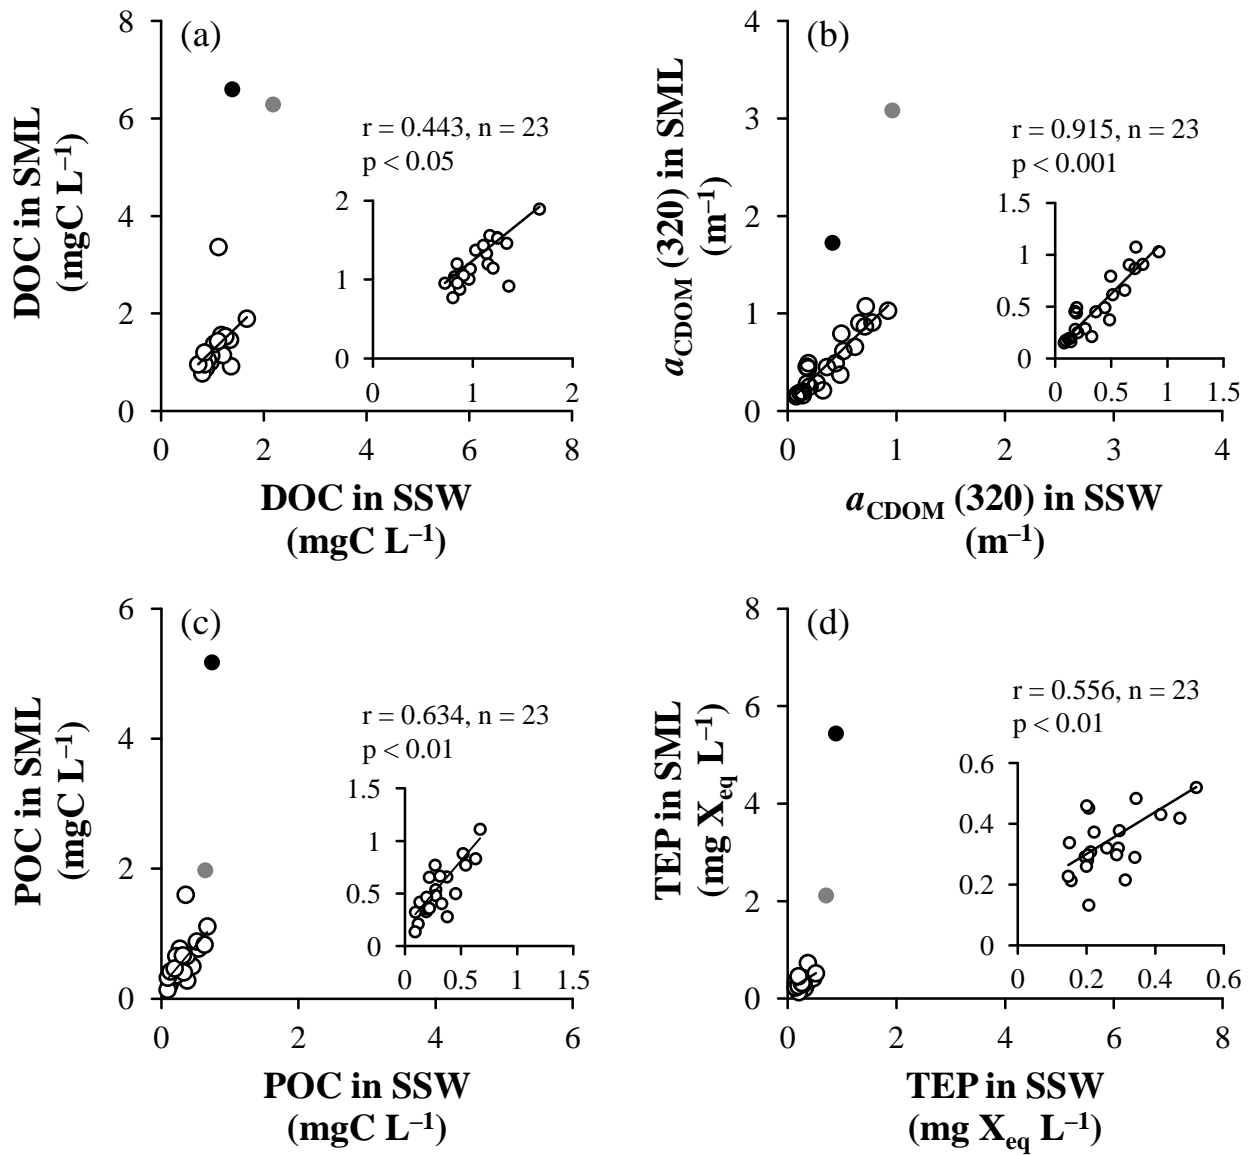 (a)
8
6
4
2
0
0 2 4 6 8
DOC in SML
(mgC L⁻¹)
r = 0.443, n = 23
p < 0.05
2
1
0
0 1 2
DOC in SSW
(mgC L⁻¹)
(b)
4
3
2
1
0
0 1 2 3 4
a_CDOM (320) in SML
(m⁻¹)
r = 0.915, n = 23
p < 0.001
1.5
1
0.5
0
0 0.5 1 1.5
a_CDOM (320) in SSW
(m⁻¹)
(c)
6
4
2
0
0 2 4 6
POC in SML
(mgC L⁻¹)
r = 0.634, n = 23
p < 0.01
1.5
1
0.5
0
0 0.5 1 1.5
POC in SSW
(mgC L⁻¹)
(d)
8
6
4
2
0
0 2 4 6 8
TEP in SML
(mg X_eq L⁻¹)
r = 0.556, n = 23
p < 0.01
0.6
0.4
0.2
0
0 0.2 0.4 0.6
TEP in SSW
(mg X_eq L⁻¹)